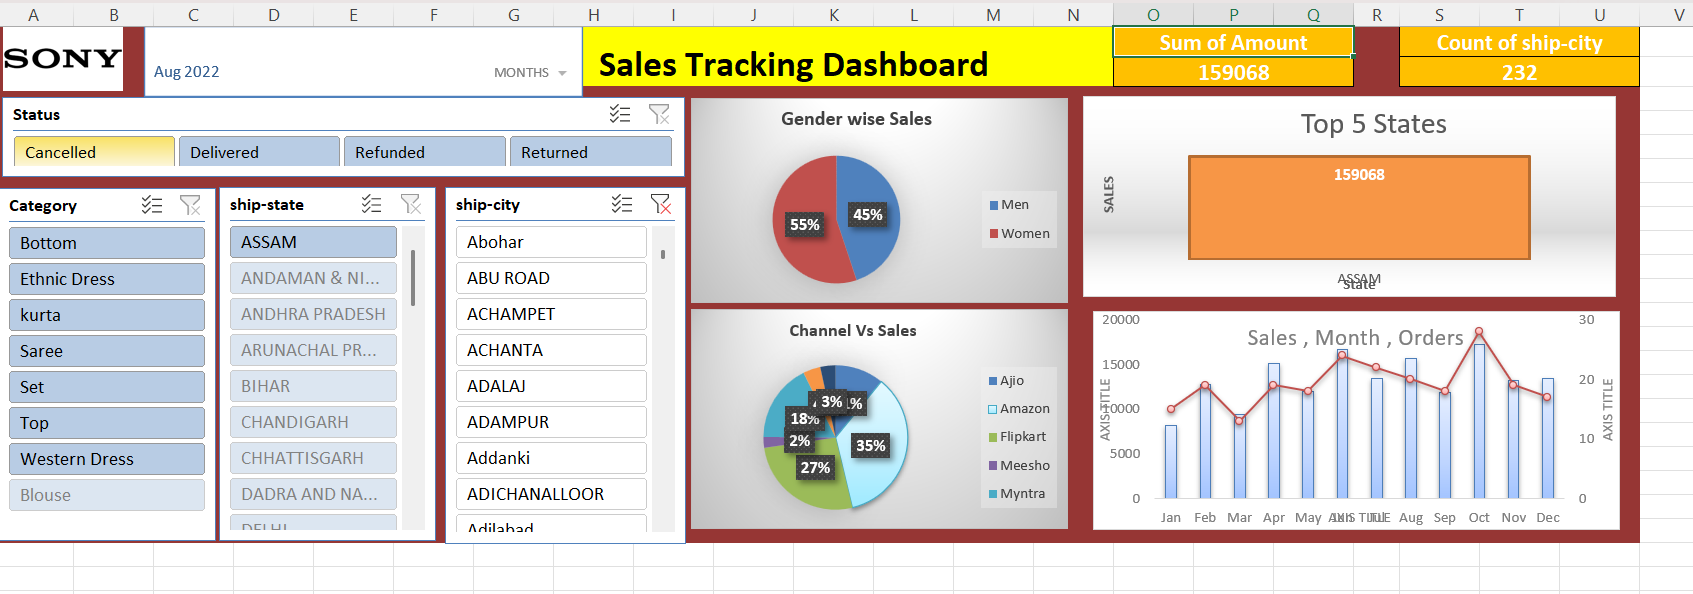 A B C D E F G H I J K L M N O P Q R S T U V
SONY
Aug 2022 MONTHS
Sales Tracking Dashboard
Sum of Amount
159068
Count of ship-city
232
Status
Cancelled Delivered Refunded Returned
Category
Bottom
Ethnic Dress
kurta
Saree
Set
Top
Western Dress
Blouse
ship-state
ASSAM
ANDAMAN & NI...
ANDHRA PRADESH
ARUNACHAL PR...
BIHAR
CHANDIGARH
CHHATTISGARH
DADRA AND NA...
DELHI
ship-city
Abohar
ABU ROAD
ACHAMPET
ACHANTA
ADALAJ
ADAMPUR
Addanki
ADICHANALLOOR
Adilabad
Gender wise Sales
55%
45%
Men
Women
Channel Vs Sales
3%
18%
2%
35%
27%
Ajio
Amazon
Flipkart
Meesho
Myntra
Top 5 States
159068
SALES
ASSAM
state
Sales , Month , Orders
20000
15000
10000
5000
0
AXIS TITLE
30
20
10
0
AXIS TITLE
Jan Feb Mar Apr May Jun Jul Aug Sep Oct Nov Dec
AXIS TITLE